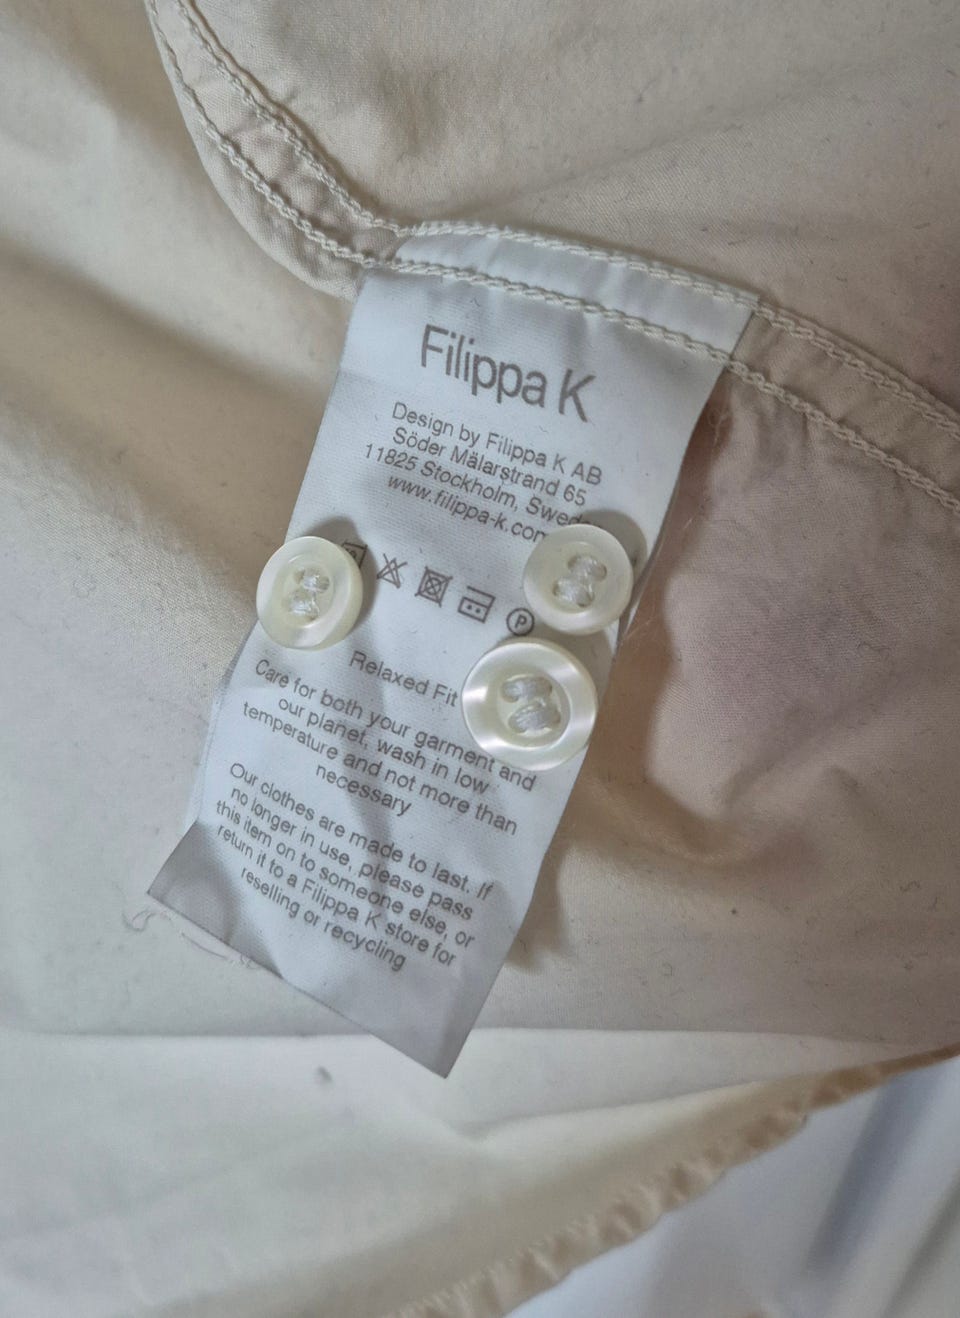 Filippa K
Design by Filippa K AB
Söder Mälarstrand 65
11825 Stockholm,
www.filippa-k.com
P
Relaxed Fit
Care for both your garment and
our planet, wash in low
temperature and not more than
necessary
Our clothes are made to last. If
no longer in use, please pass
this item on to someone else, or
return it to a Filippa K store for
reselling or recycling